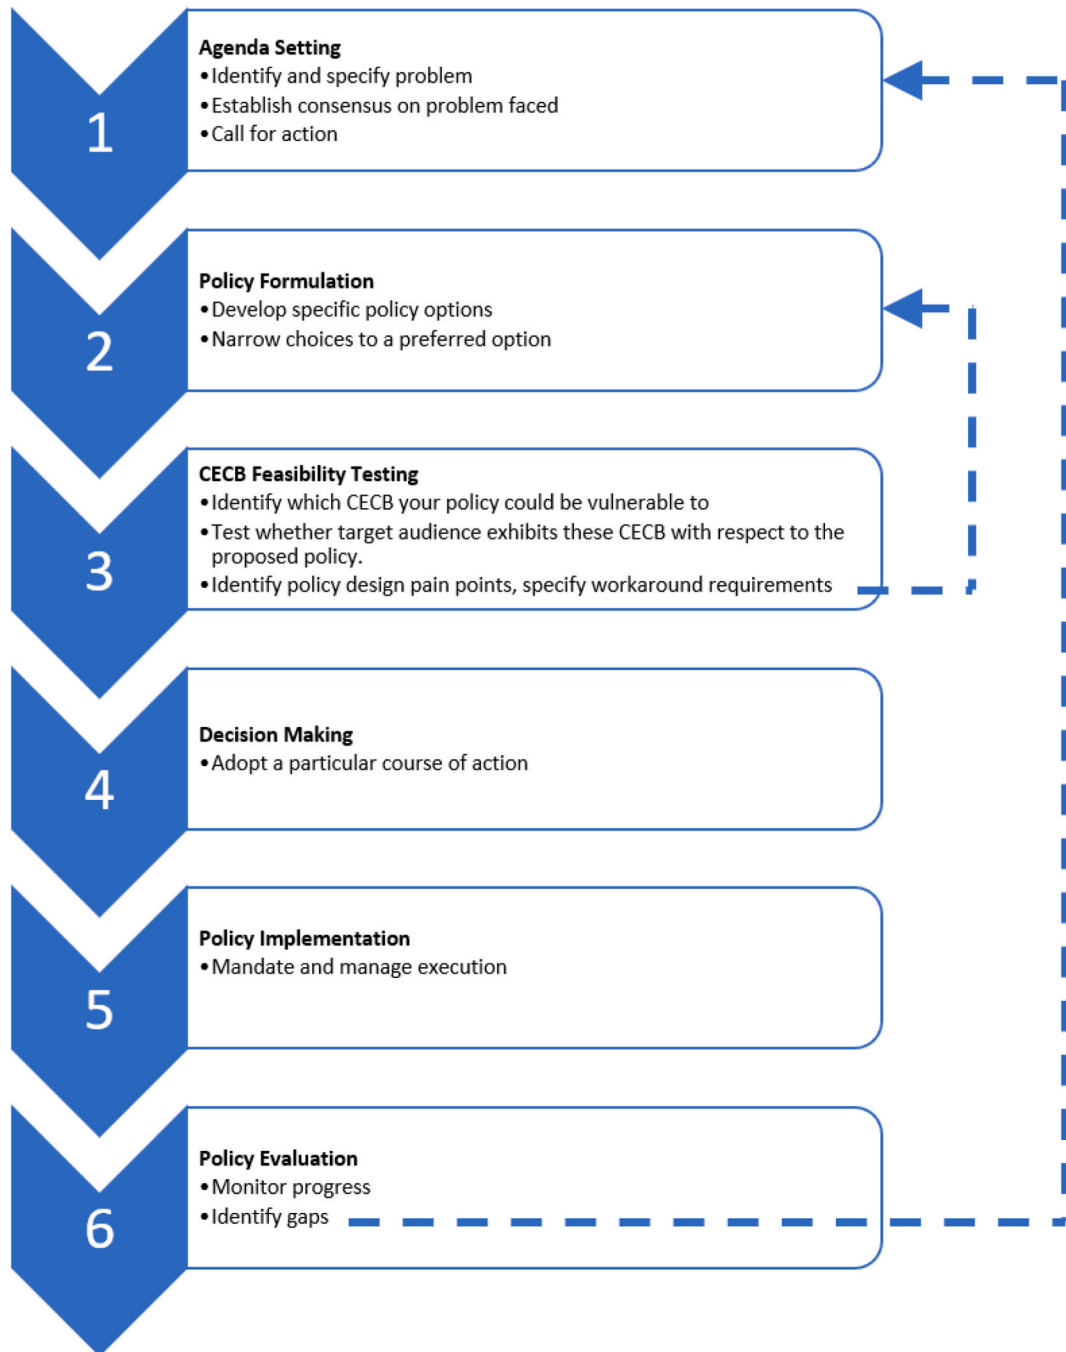 1
Agenda Setting
•Identify and specify problem
•Establish consensus on problem faced
•Call for action
2
Policy Formulation
•Develop specific policy options
•Narrow choices to a preferred option
3
CECB Feasibility Testing
•Identify which CECB your policy could be vulnerable to
•Test whether target audience exhibits these CECB with respect to the
proposed policy.
•Identify policy design pain points, specify workaround requirements
4
Decision Making
•Adopt a particular course of action
5
Policy Implementation
•Mandate and manage execution
6
Policy Evaluation
•Monitor progress
•Identify gaps